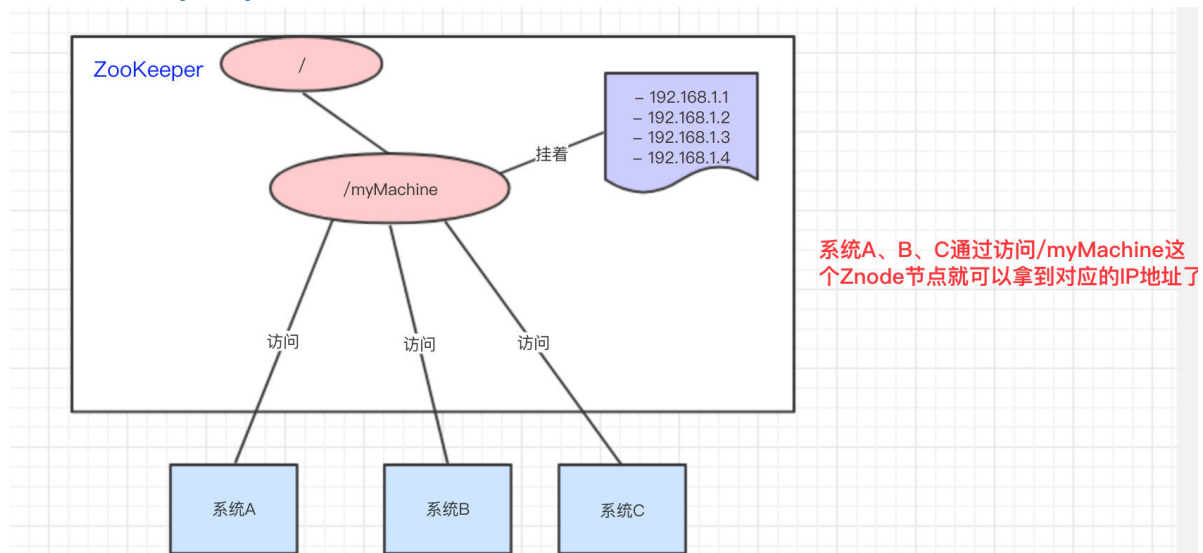 ZooKeeper
/
– 192.168.1.1
– 192.168.1.2
– 192.168.1.3
– 192.168.1.4
挂着
/myMachine
系统A、B、C通过访问/myMachine这
个Znode节点就可以拿到对应的IP地址了
访问
访问
访问
系统A
系统B
系统C